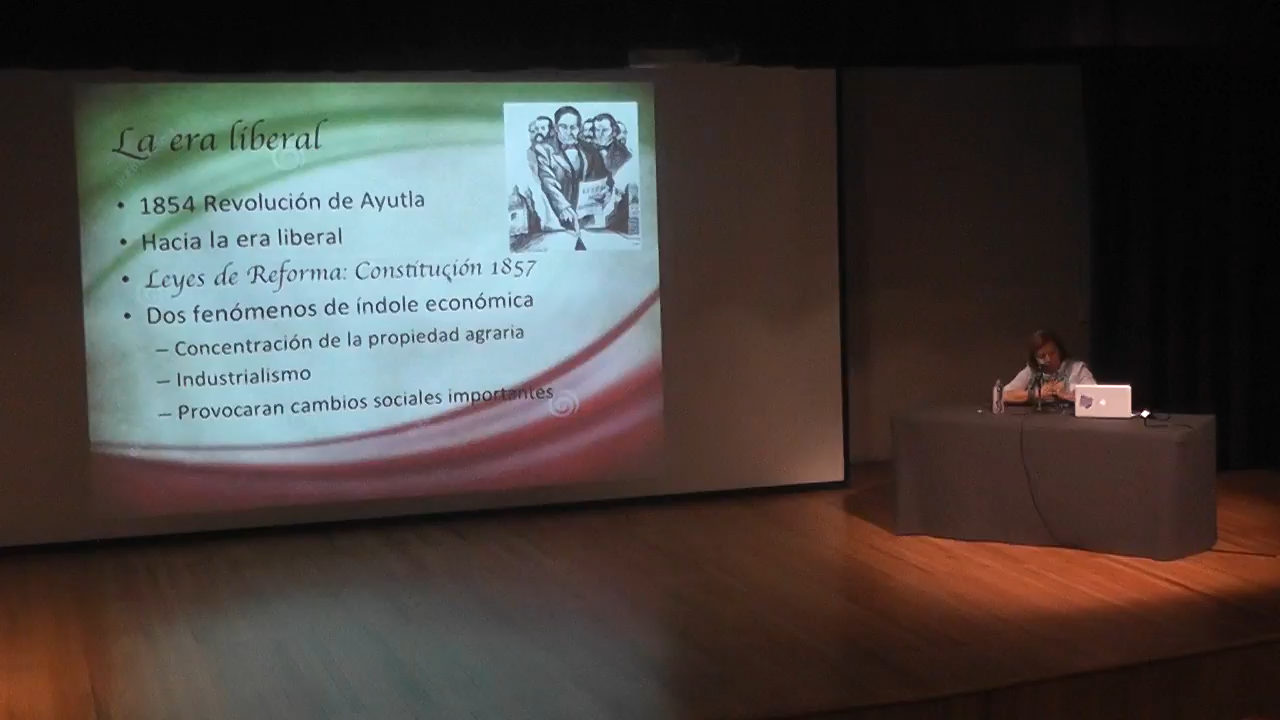 La era liberal
• 1854 Revolución de Ayutla
• Hacia la era liberal
• Leyes de Reforma: Constitución 1857
• Dos fenómenos de índole económica
– Concentración de la propiedad agraria
– Industrialismo
– Provocaran cambios sociales importantes